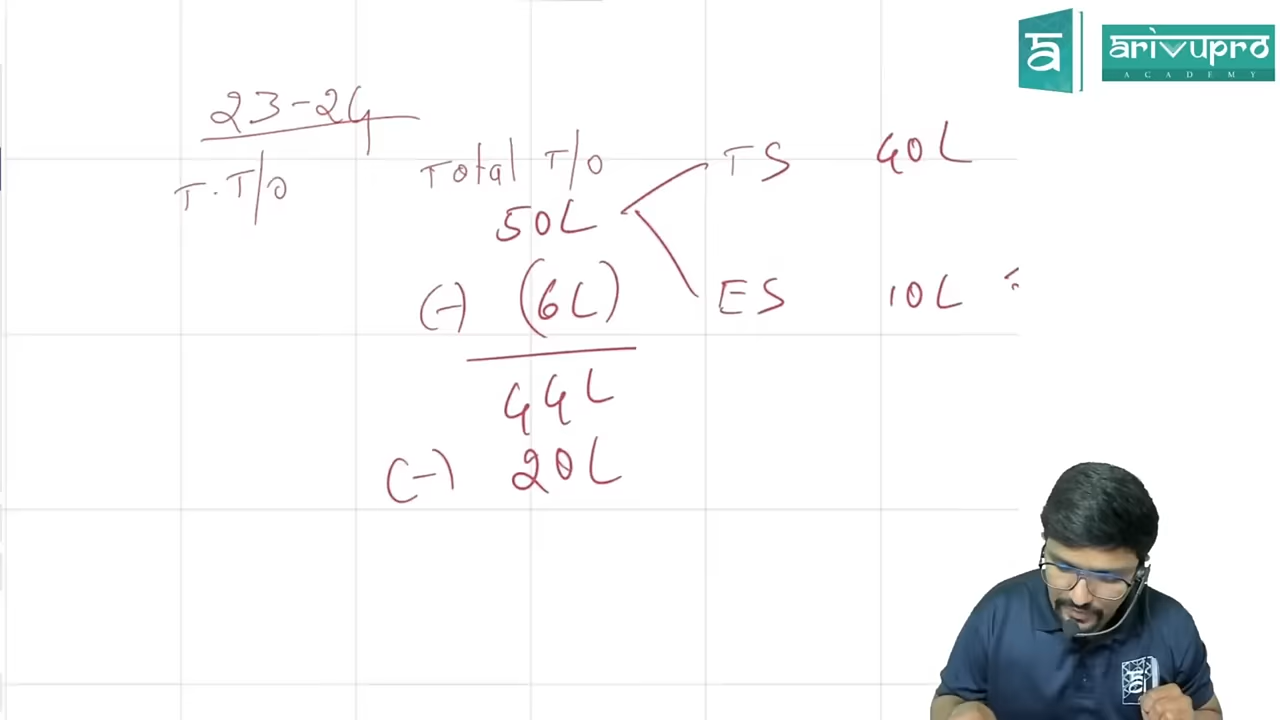 arivupro
ACADEMY
23-24
T. T/O
Total T/O
50L
TS 40L
ES 10L
(-) (6L)
44L
(-) 20L